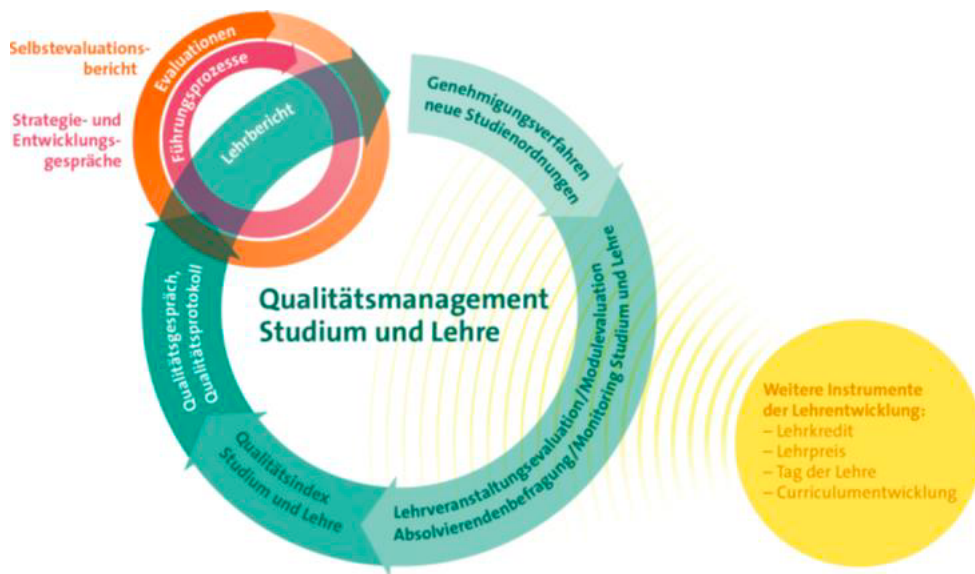 Selbstevaluations-
bericht
Strategie- und
Entwicklungs-
gespräche
Evaluationen
Führungsprozesse
Lehrbericht
Genehmigungsverfahren
neue Studienordnungen
Lehrveranstaltungsevaluation/Modulevaluation
Absolvierendenbefragung/Monitoring Studium und Lehre
Qualitätsindex
Studium und Lehre
Qualitätsgespräch,
Qualitätsprotokoll
Qualitätsmanagement
Studium und Lehre
Weitere Instrumente
der Lehrentwicklung:
– Lehrkredit
– Lehrpreis
– Tag der Lehre
– Curriculumentwicklung